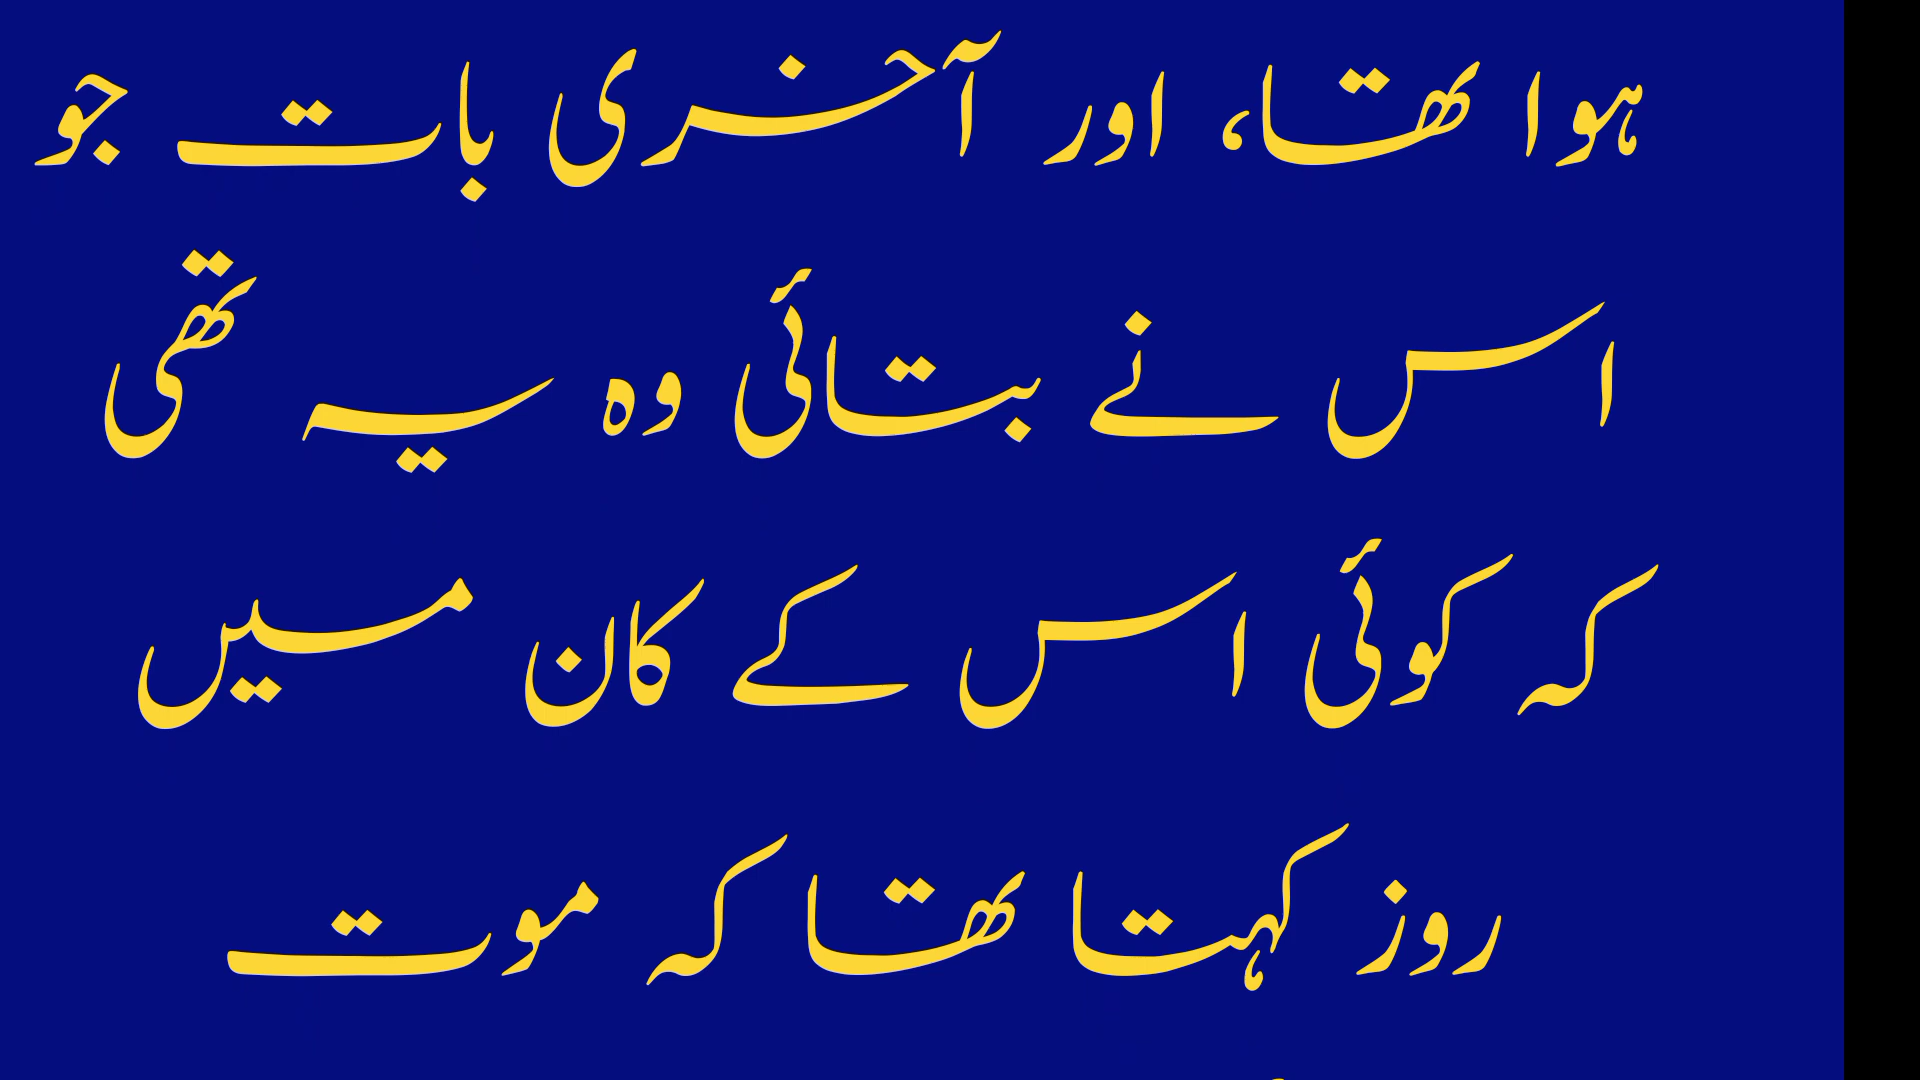 ہوا تھا، اور آخری بات جو
اس نے بتائی وہ یہ تھی
کہ کوئی اس کے کان میں
روز کہتا تھا کہ موت